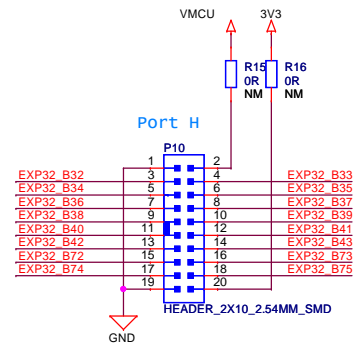 VMCU 3V3
R15 R16
0R 0R
NM NM
Port H
P10
1 2
EXP32_B32 3 4 EXP32_B33
EXP32_B34 5 6 EXP32_B35
EXP32_B36 7 8 EXP32_B37
EXP32_B38 9 10 EXP32_B39
EXP32_B40 11 12 EXP32_B41
EXP32_B42 13 14 EXP32_B43
EXP32_B72 15 16 EXP32_B73
EXP32_B74 17 18 EXP32_B75
19 20
HEADER_2X10_2.54MM_SMD
GND